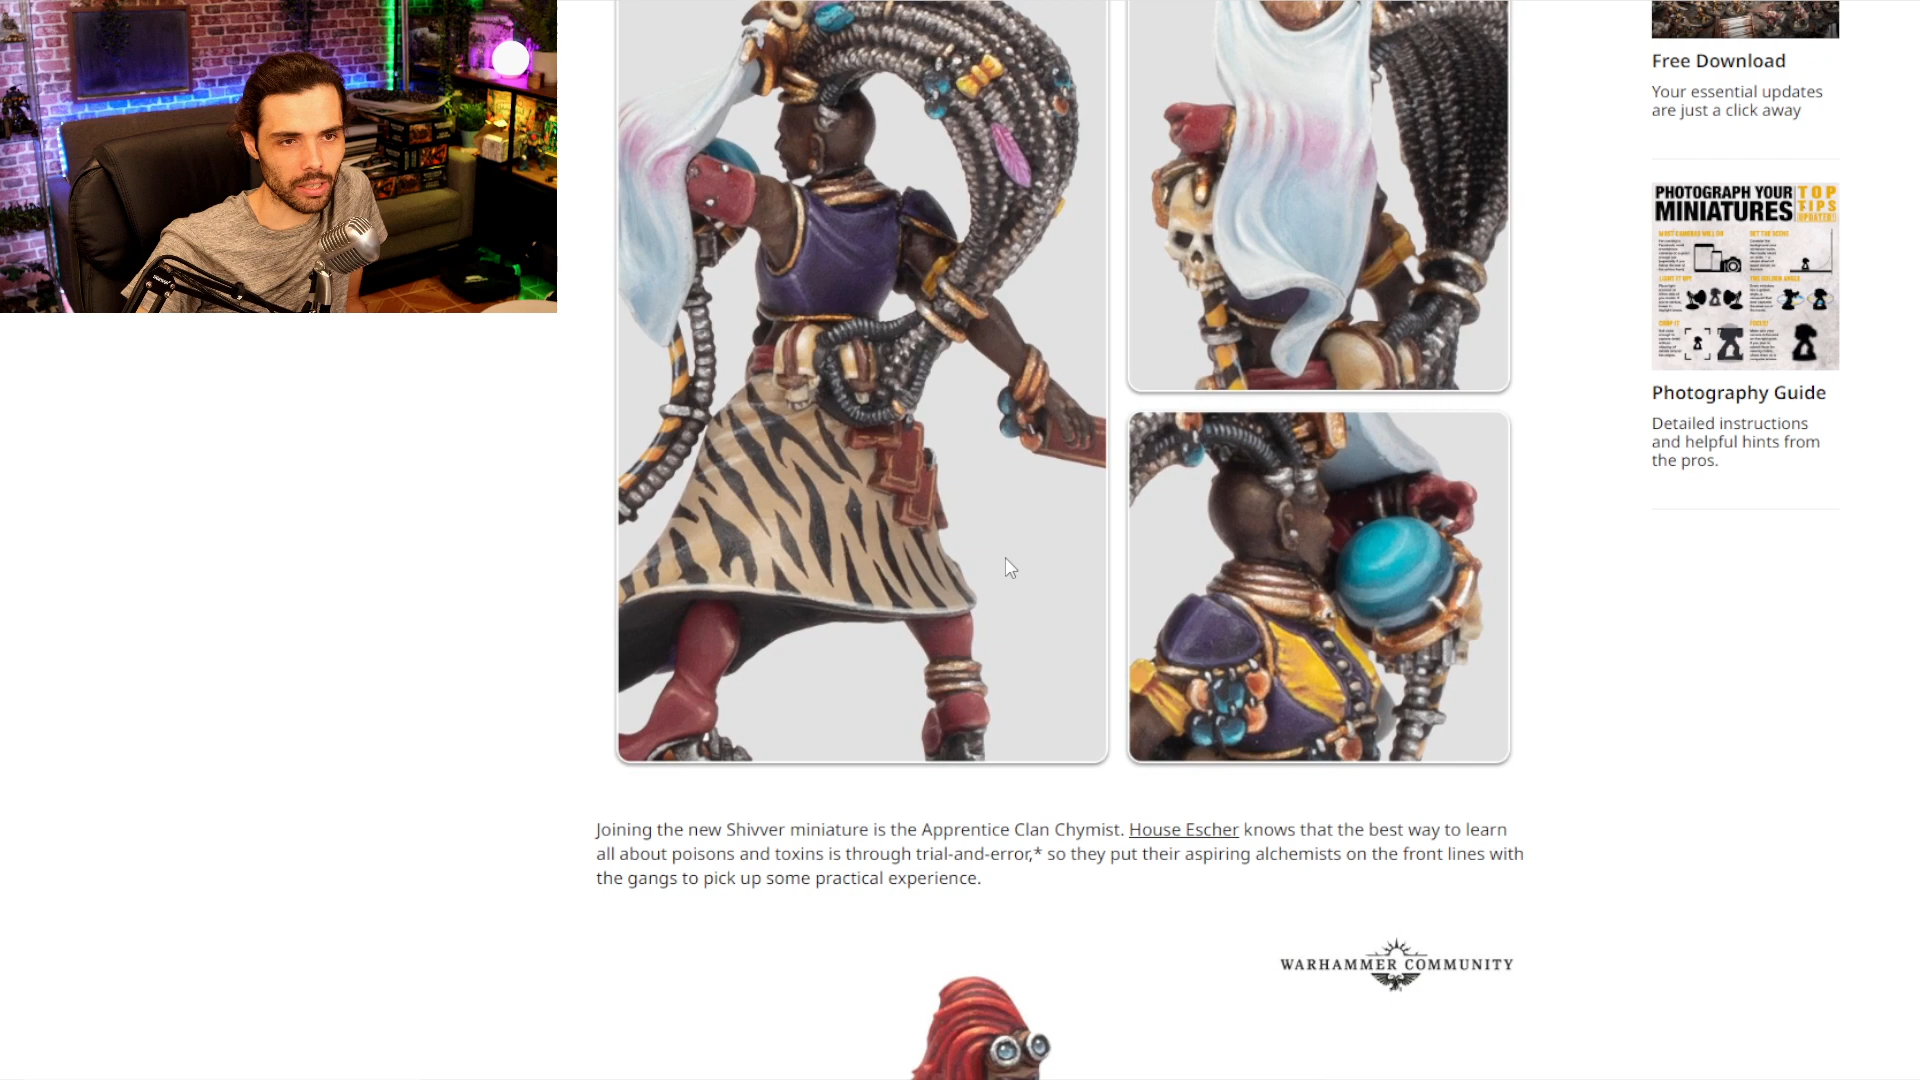 Free Download
Your essential updates
are just a click away
PHOTOGRAPH YOUR
MINIATURES
TOP
TIPS
UPDATED!
Photography Guide
Detailed instructions
and helpful hints from
the pros.
Joining the new Shivver miniature is the Apprentice Clan Chymist. House Escher knows that the best way to learn
all about poisons and toxins is through trial-and-error,* so they put their aspiring alchemists on the front lines with
the gangs to pick up some practical experience.
WARHAMMER COMMUNITY